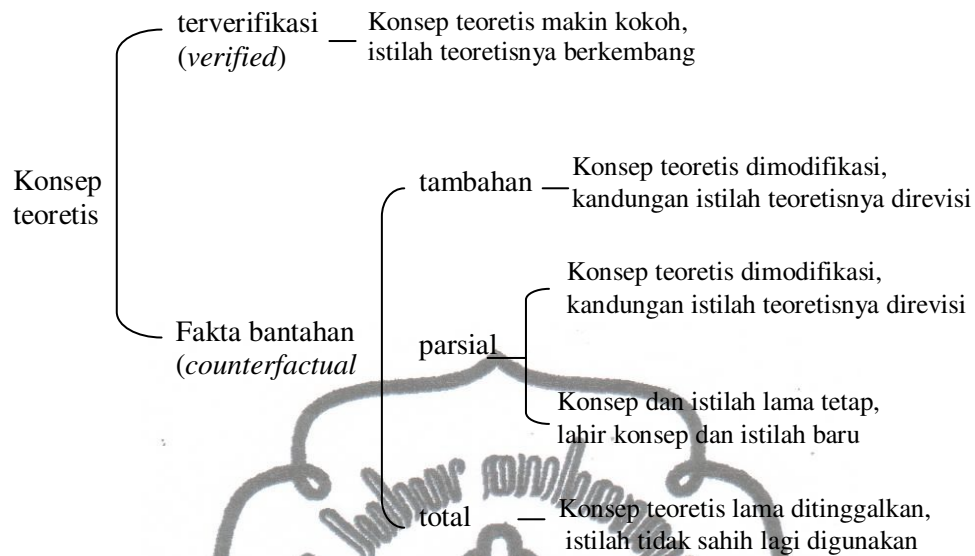 terverifikasi
(verified)
Konsep teoretis makin kokoh,
istilah teoretisnya berkembang
Konsep
teoretis
tambahan
Konsep teoretis dimodifikasi,
kandungan istilah teoretisnya direvisi
Fakta bantahan
(counterfactual
parsial
Konsep teoretis dimodifikasi,
kandungan istilah teoretisnya direvisi
Konsep dan istilah lama tetap,
lahir konsep dan istilah baru
total
Konsep teoretis lama ditinggalkan,
istilah tidak sahih lagi digunakan